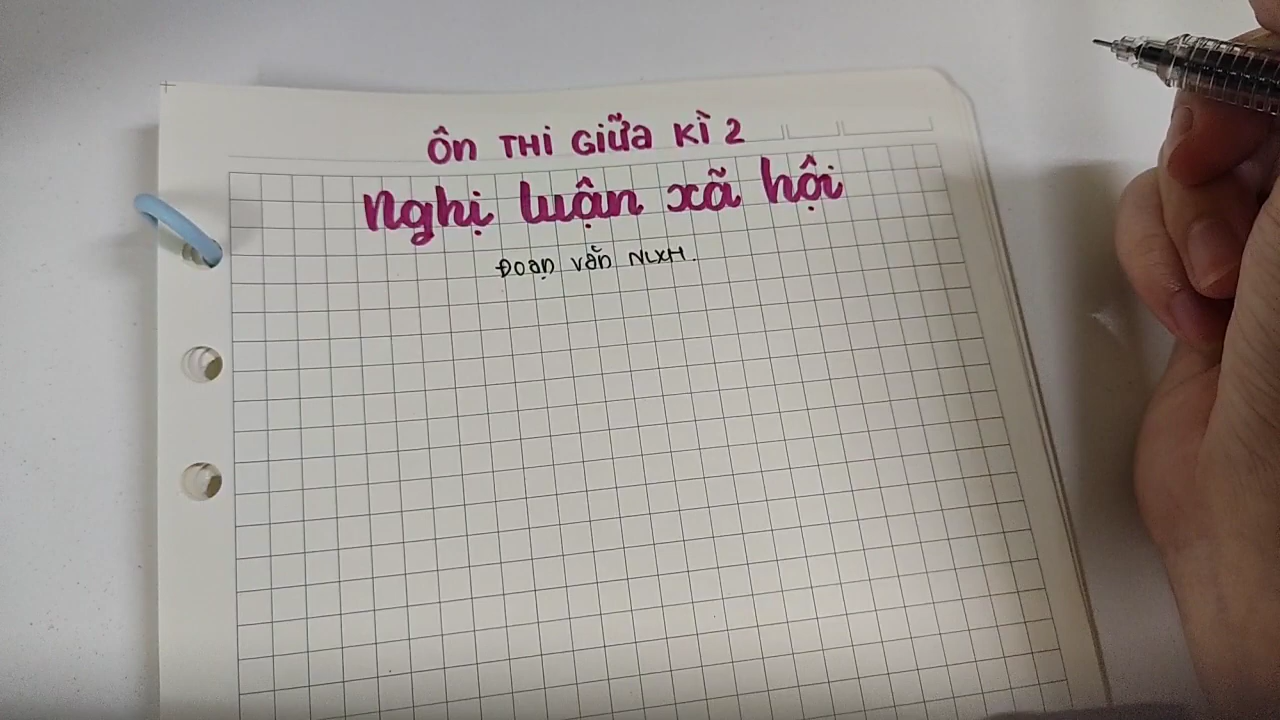 Ôn THi GiữA Kì 2
Nghị luận xã hội
Đoạn văn NLXH.